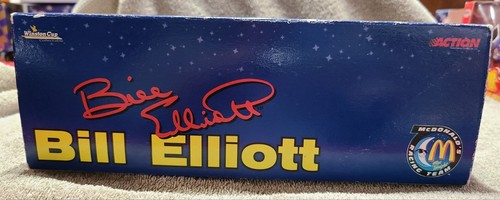 Winston Cup
ACTION
Bill
Elliott
Bill Elliott
McDONALD'S
RACING TEAM